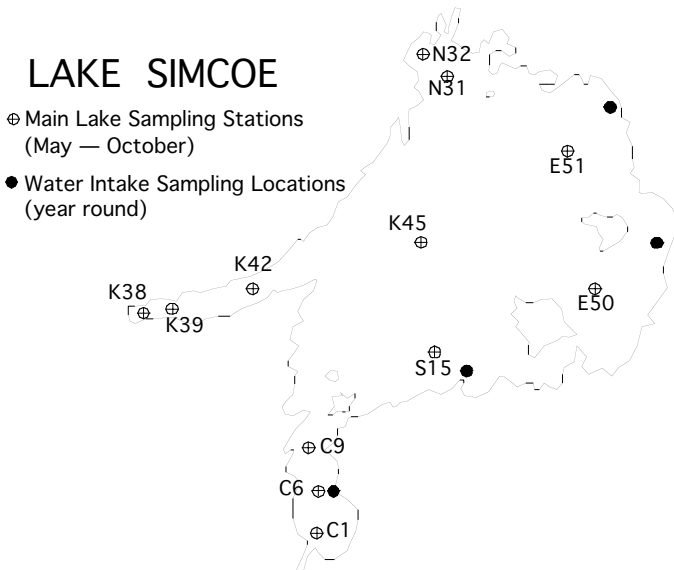 LAKE SIMCOE
Main Lake Sampling Stations
(May — October)
Water Intake Sampling Locations
(year round)
N32
N31
E51
K45
K42
K38
K39
E50
S15
C9
C6
C1